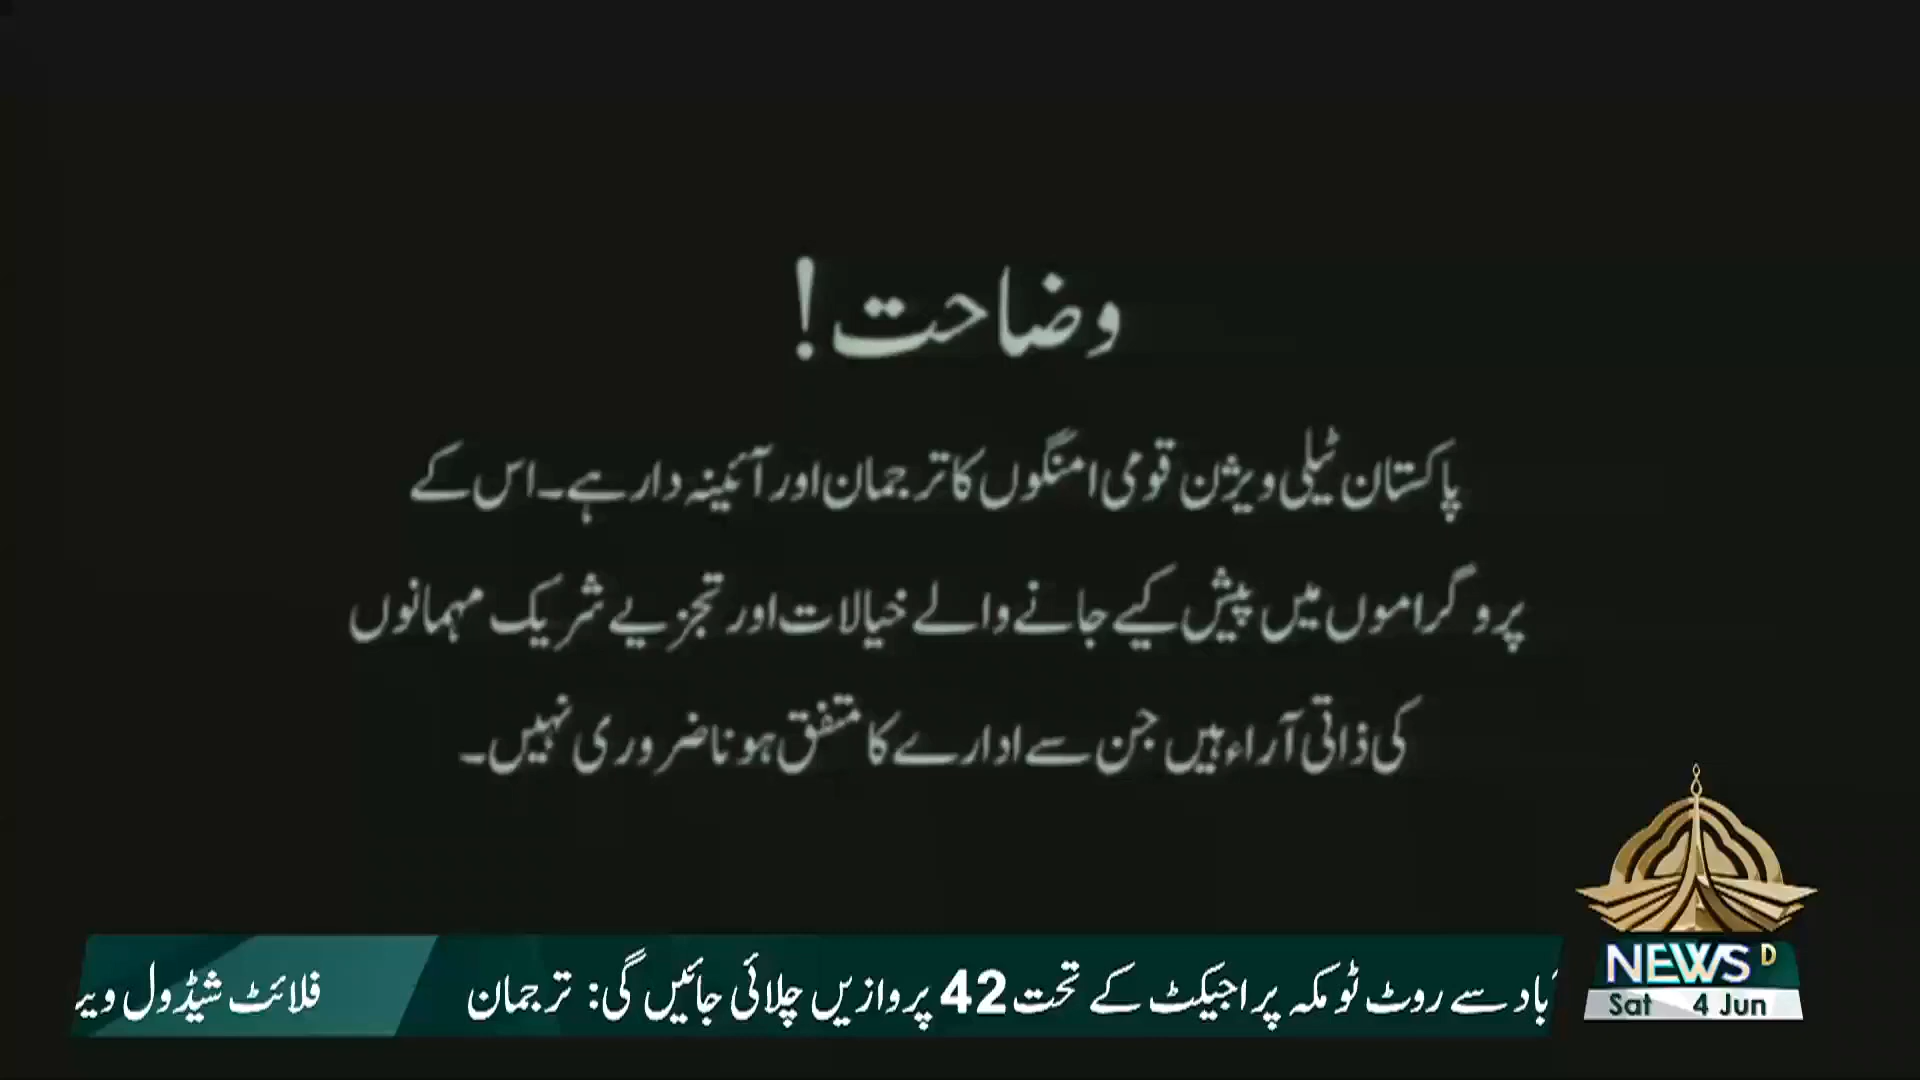 وضاحت!
پاکستان ٹیلی ویژن قومی امنگوں کا ترجمان اور آئینہ دار ہے۔ اس کے
پروگراموں میں پیش کیے جانے والے خیالات اور تجزیے شریک مہمانوں
کی ذاتی آراء ہیں جن سے ادارے کا متفق ہونا ضروری نہیں۔
NEWS D
Sat 4 Jun
باد سے روٹ ٹو مکہ پراجیکٹ کے تحت 42 پروازیں چلائی جائیں گی: ترجمان
فلائٹ شیڈول